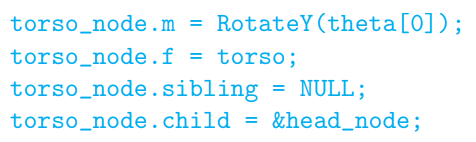 torso_node.m = RotateY(theta[0]);
torso_node.f = torso;
torso_node.sibling = NULL;
torso_node.child = &head_node;